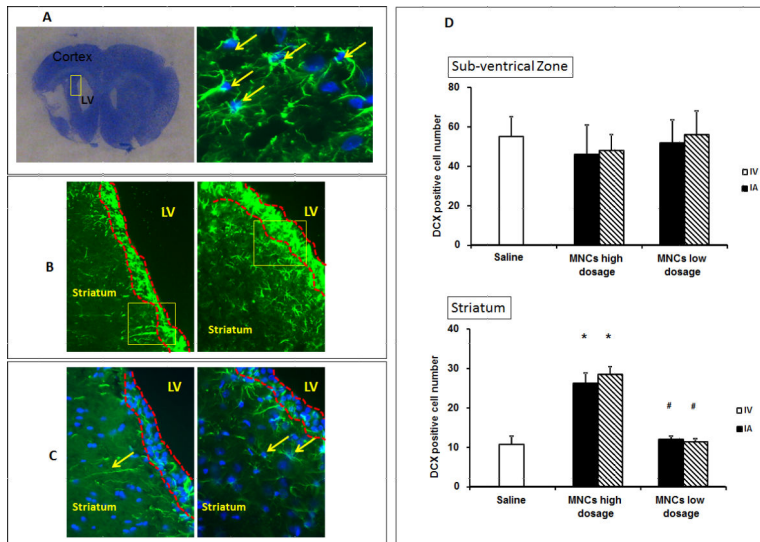 A
Cortex
LV
B
LV
Striatum
LV
Striatum
C
LV
Striatum
LV
Striatum
D
Sub-ventrical Zone
DCX positive cell number
80
60
40
20
0
Saline
MNCs high dosage
MNCs low dosage
IV
IA
Striatum
DCX positive cell number
40
30
20
10
0
* *
# #
Saline
MNCs high
dosage
MNCs low
dosage
IV
IA